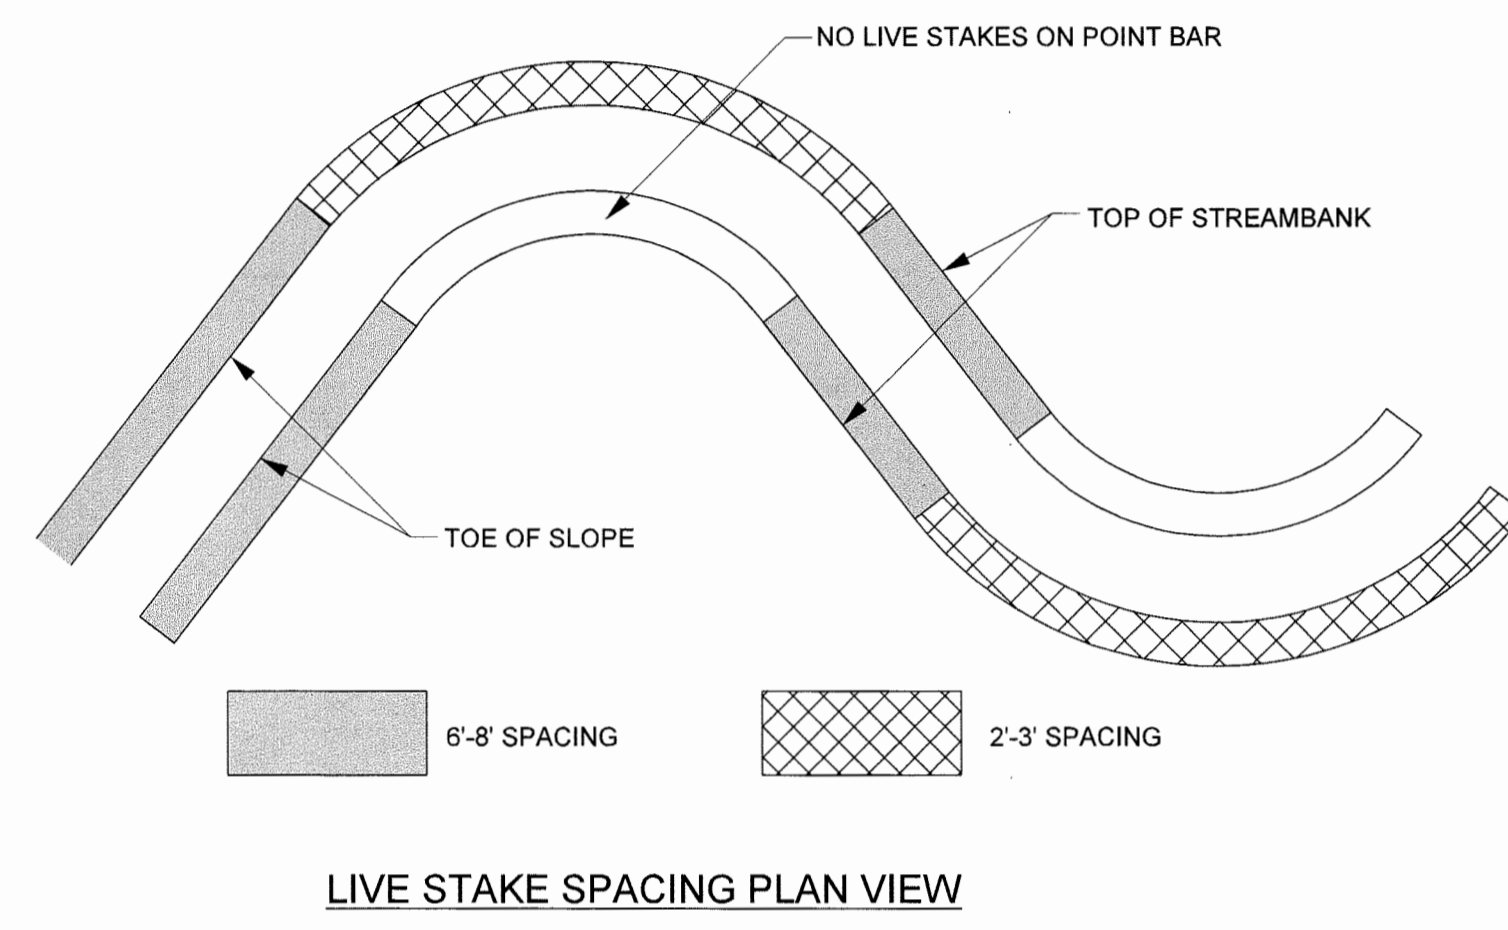 NO LIVE STAKES ON POINT BAR
TOP OF STREAMBANK
TOE OF SLOPE
6'-8' SPACING
2'-3' SPACING
LIVE STAKE SPACING PLAN VIEW